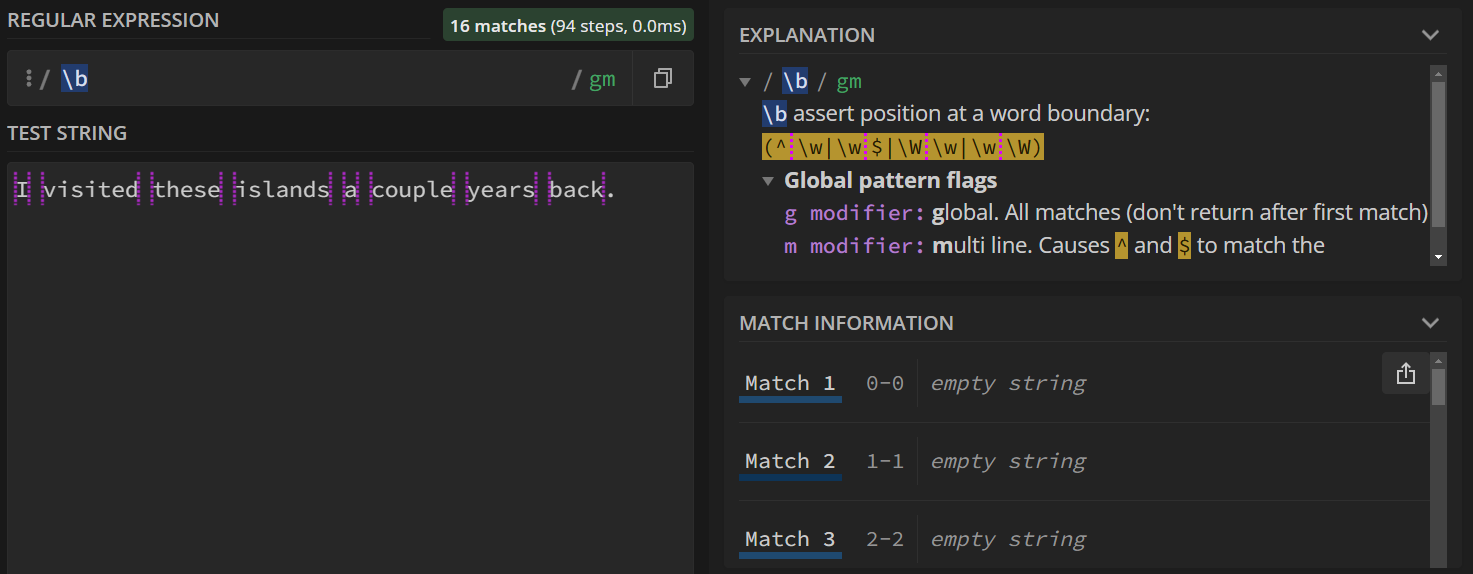 REGULAR EXPRESSION
16 matches (94 steps, 0.0ms)
/ \b / gm
TEST STRING
I visited these islands a couple years back.
EXPLANATION
/ \b / gm
\b assert position at a word boundary:
(^\w|\w$|\W\w|\w\W)
Global pattern flags
g modifier: global. All matches (don't return after first match)
m modifier: multi line. Causes ^ and $ to match the
MATCH INFORMATION
Match 1 0-0 empty string
Match 2 1-1 empty string
Match 3 2-2 empty string